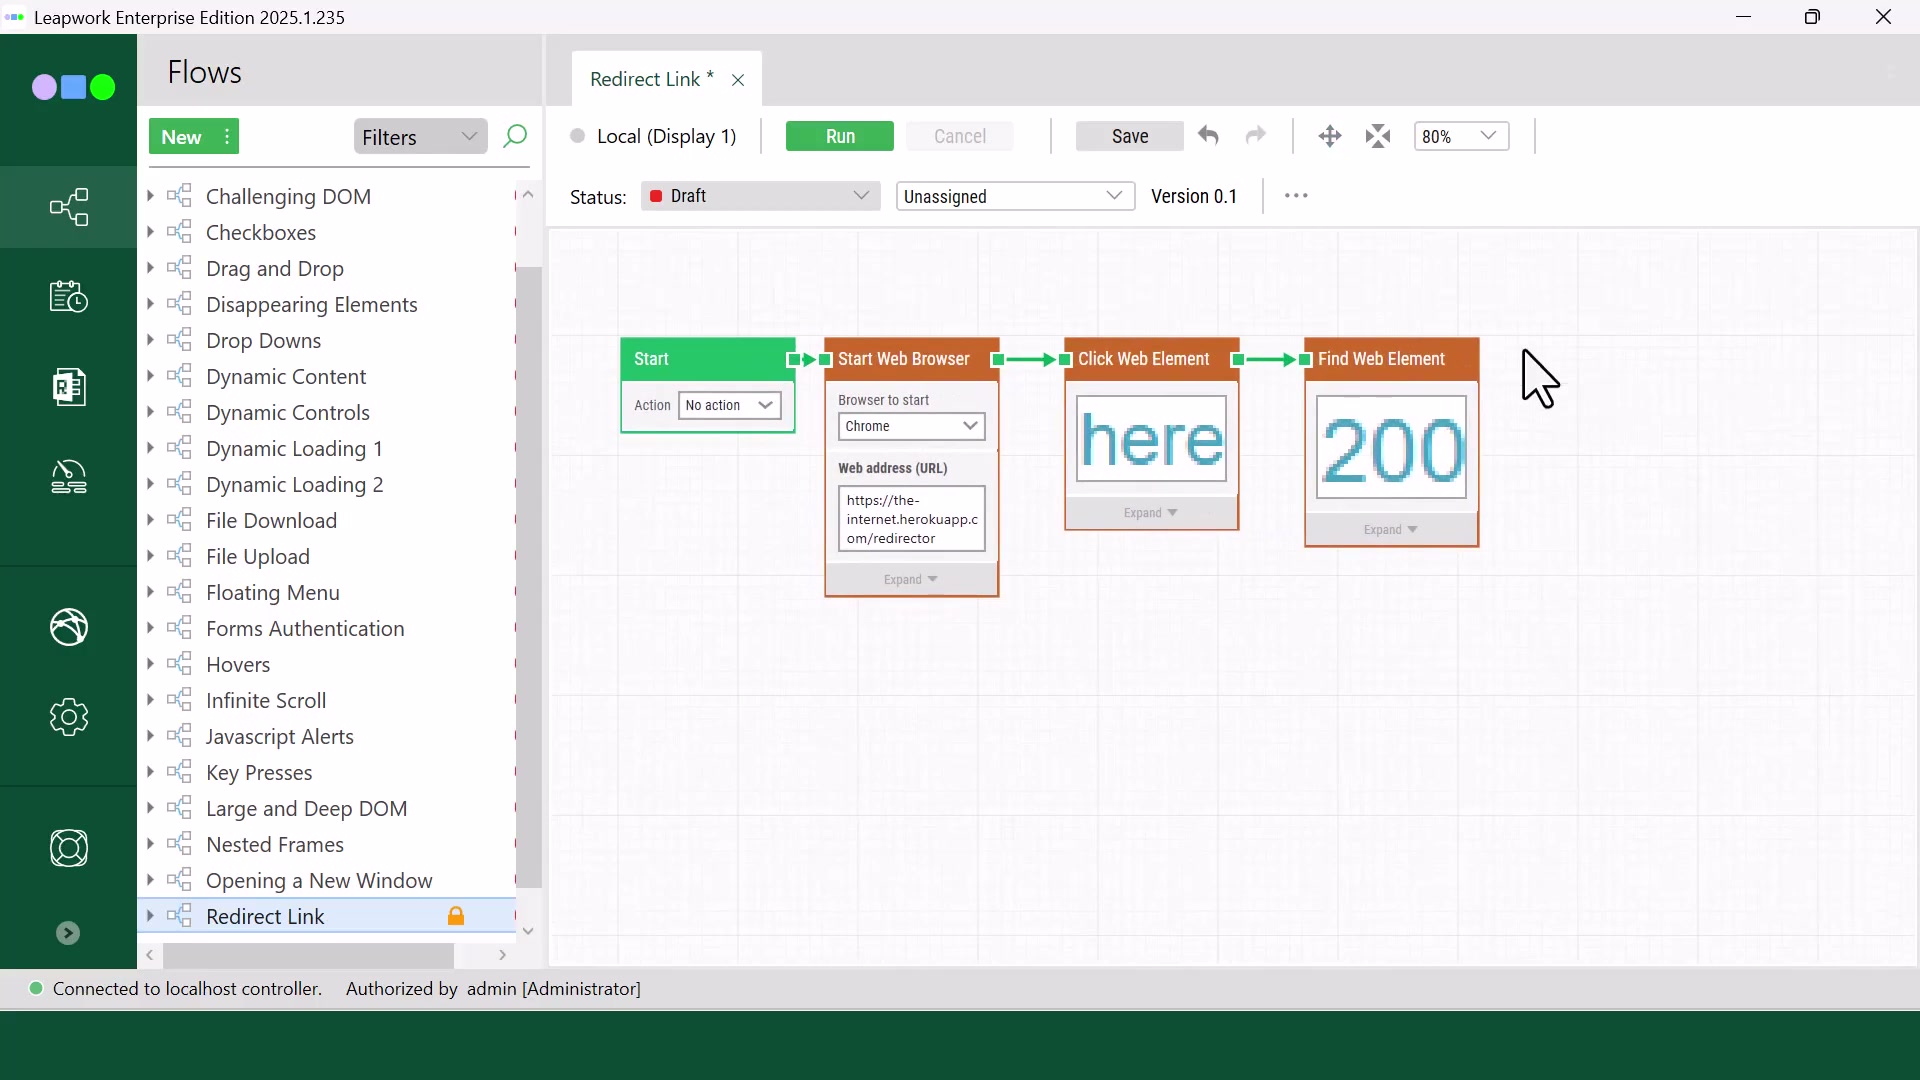 Leapwork Enterprise Edition 2025.1.235
Flows
Redirect Link *
New
Filters
Local (Display 1)
Run
Cancel
Save
80%
Status:
Draft
Unassigned
Version 0.1
Challenging DOM
Checkboxes
Drag and Drop
Disappearing Elements
Drop Downs
Dynamic Content
Dynamic Controls
Dynamic Loading 1
Dynamic Loading 2
File Download
File Upload
Floating Menu
Forms Authentication
Hovers
Infinite Scroll
Javascript Alerts
Key Presses
Large and Deep DOM
Nested Frames
Opening a New Window
Redirect Link
Start
Action
No action
Start Web Browser
Browser to start
Chrome
Web address (URL)
https://the-
internet.herokuapp.c
om/redirector
Expand
Click Web Element
here
Expand
Find Web Element
200
Expand
Connected to localhost controller.
Authorized by admin [Administrator]